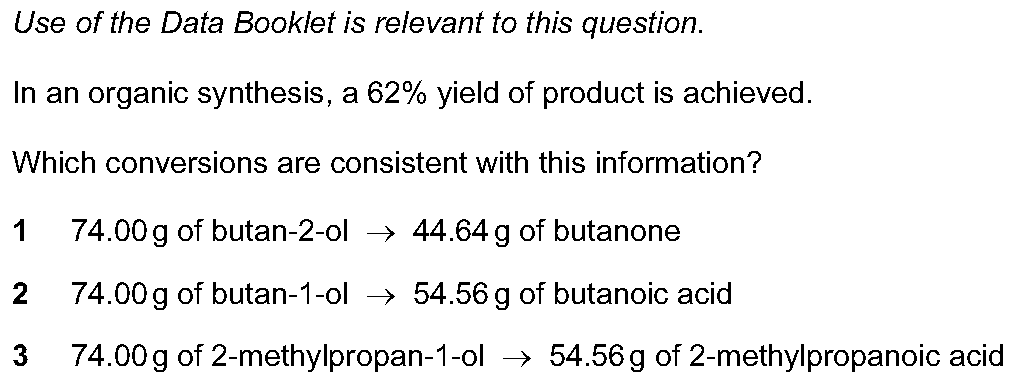 Use of the Data Booklet is relevant to this question.
In an organic synthesis, a 62% yield of product is achieved.
Which conversions are consistent with this information?
1 74.00 g of butan-2-ol → 44.64 g of butanone
2 74.00 g of butan-1-ol → 54.56 g of butanoic acid
3 74.00 g of 2-methylpropan-1-ol → 54.56 g of 2-methylpropanoic acid